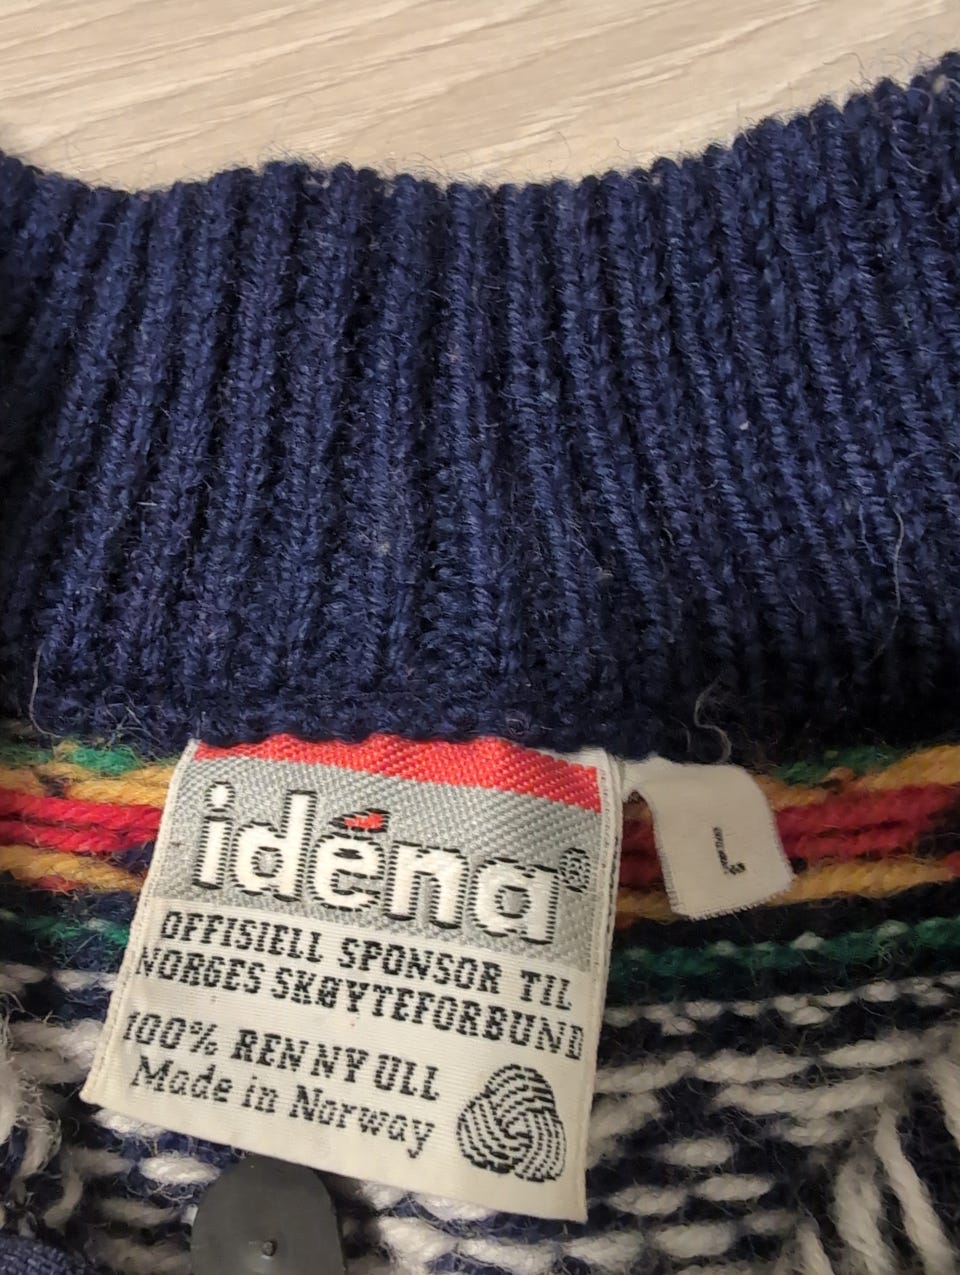 idéna®
OFFISIELL SPONSOR TIL
NORGES SKØYTEFORBUND
100% REN NY ULL
Made in Norway
L